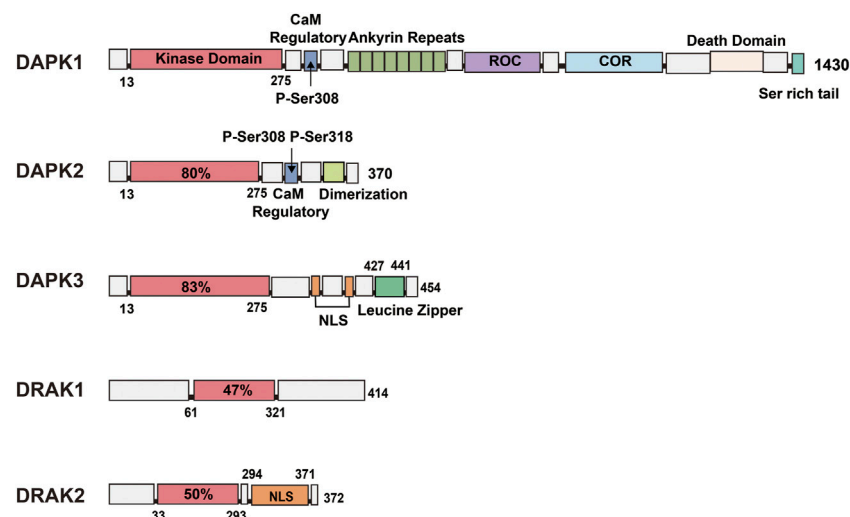 CaM
Regulatory Ankyrin Repeats
Death Domain
DAPK1 Kinase Domain ROC COR 1430
13 275
P-Ser308 Ser rich tail
P-Ser308 P-Ser318
DAPK2 80% 370
13 275 CaM Dimerization
Regulatory
427 441
DAPK3 83% 454
13 275 NLS Leucine Zipper
DRAK1 47% 414
61 321
294 371
DRAK2 50% NLS 372
33 293